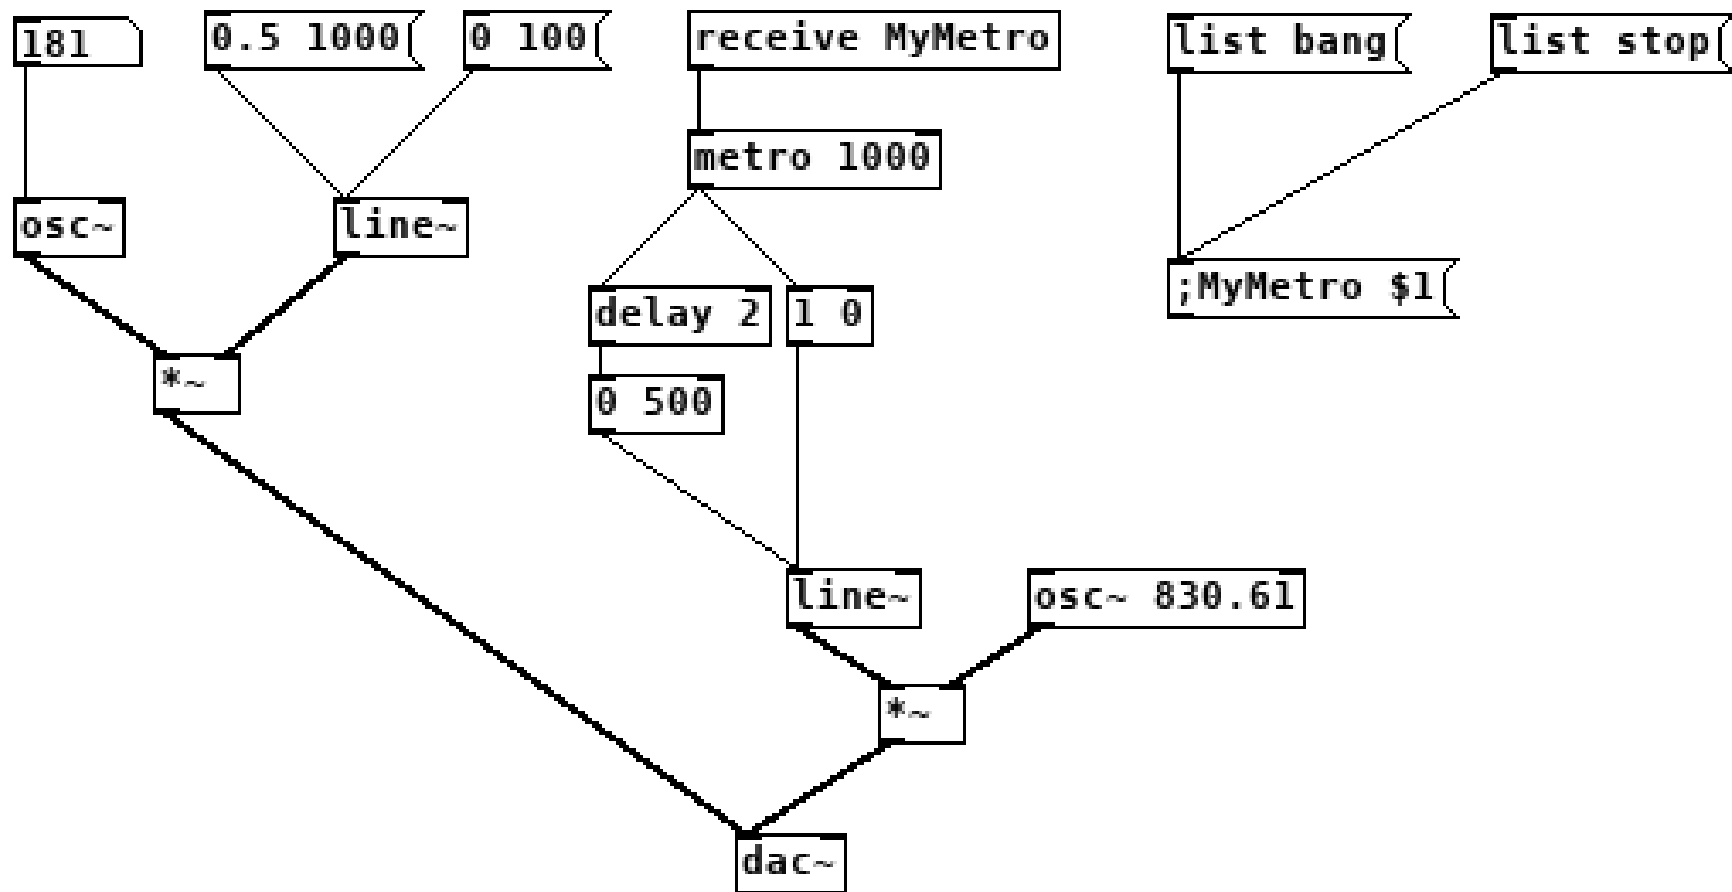 181
0.5 1000
0 100
receive MyMetro
list bang
list stop
metro 1000
osc~
line~
;MyMetro $1
delay 2
1 0
*~
0 500
line~
osc~ 830.61
*~
dac~